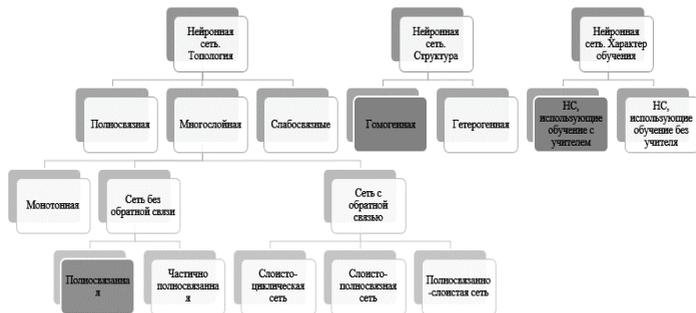 Нейронная
сеть.
Топология
Нейронная
сеть.
Структура
Нейронная
сеть. Характер
обучения
Полносвязная
Многослойная
Слабосвязные
Гомогенная
Гетерогенная
НС,
использующие
обучение с
учителем
НС,
использующие
обучение без
учителя
Монотонная
Сеть без
обратной связи
Сеть с
обратной
связью
Полносвязанна
я
Частично
полносвязанна
я
Слоисто-
циклическая
сеть
Слоисто-
полносвязная
сеть
Полносвязанно
-слоистая сеть